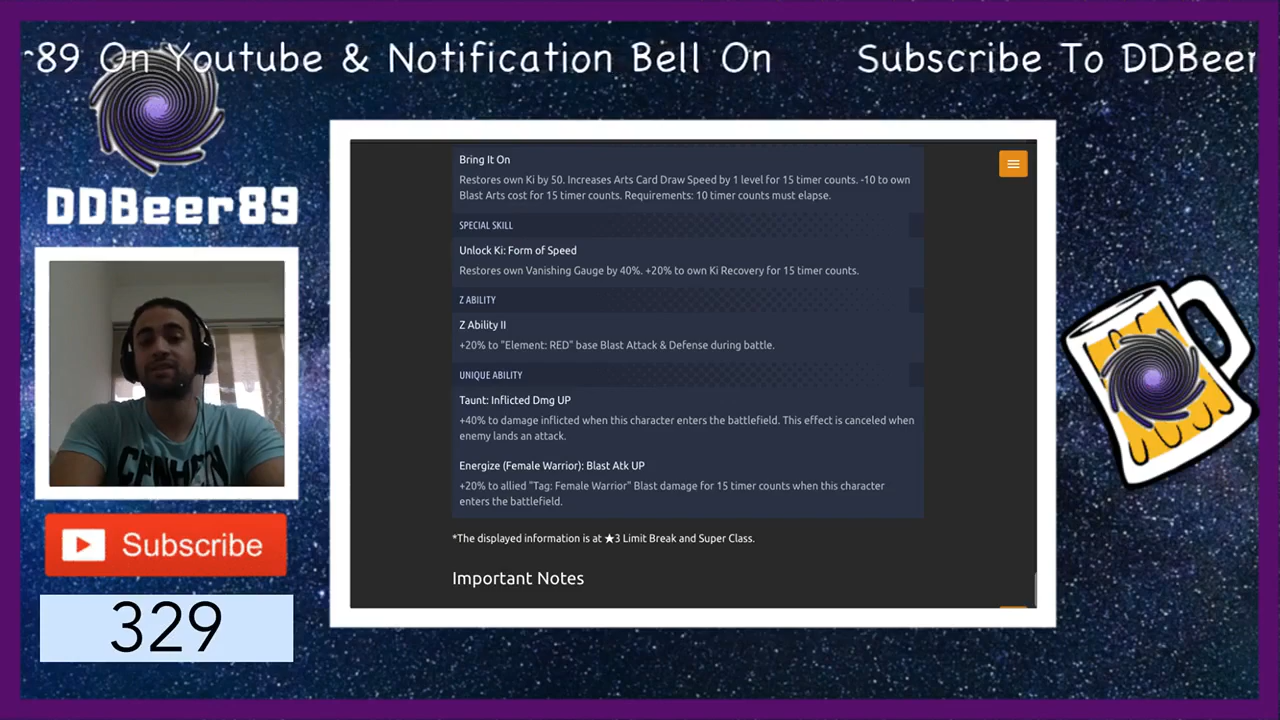 ~89 On Youtube & Notification Bell On Subscribe To DDBeer
DDBeer89
Subscribe
329
Bring It On
Restores own Ki by 50. Increases Arts Card Draw Speed by 1 level for 15 timer counts. -10 to own
Blast Arts cost for 15 timer counts. Requirements: 10 timer counts must elapse.
SPECIAL SKILL
Unlock Ki: Form of Speed
Restores own Vanishing Gauge by 40%. +20% to own Ki Recovery for 15 timer counts.
Z ABILITY
Z Ability II
+20% to "Element: RED" base Blast Attack & Defense during battle.
UNIQUE ABILITY
Taunt: Inflicted Dmg UP
+40% to damage inflicted when this character enters the battlefield. This effect is canceled when
enemy lands an attack.
Energize (Female Warrior): Blast Atk UP
+20% to allied "Tag: Female Warrior" Blast damage for 15 timer counts when this character
enters the battlefield.
*The displayed information is at ★3 Limit Break and Super Class.
Important Notes